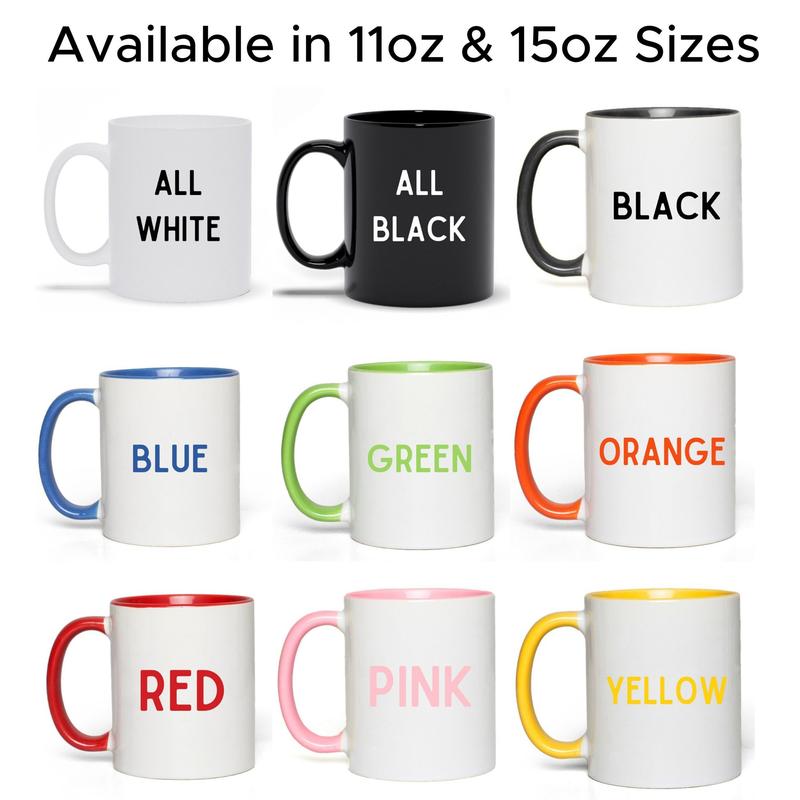 Available in 11oz & 15oz Sizes
ALL
WHITE
ALL
BLACK
BLACK
BLUE
GREEN
ORANGE
RED
PINK
YELLOW